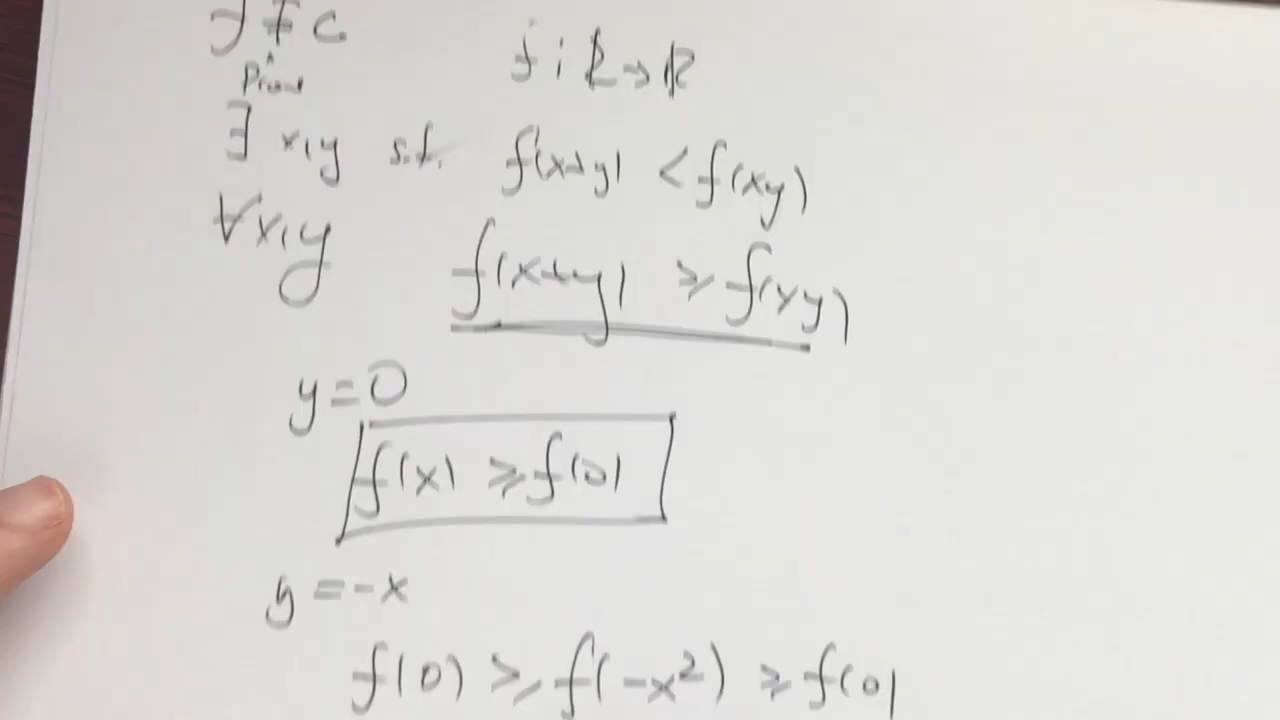 f ≠ c f : ℝ → ℝ
Prove
∃ x,y s.t. f(x+y) < f(xy)
∀x,y f(x+y) ≥ f(xy)
y = 0
f(x) ≥ f(0)
y = -x
f(0) ≥ f(-x²) ≥ f(0)